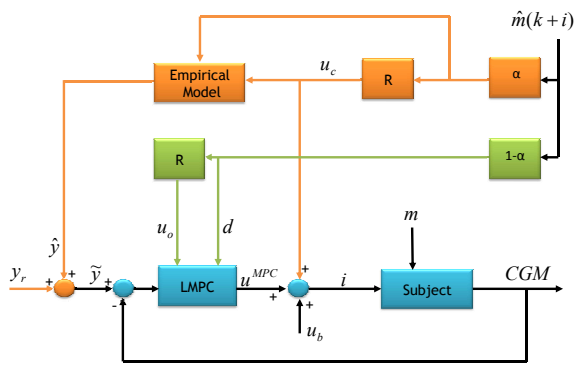 m̂(k+i)
Empirical Model
u_c
R
α
R
1-α
ŷ
u_o
d
m
y_r
+
+
ỹ
+
-
LMPC
u^{MPC}
+
+
+
i
Subject
CGM
u_b